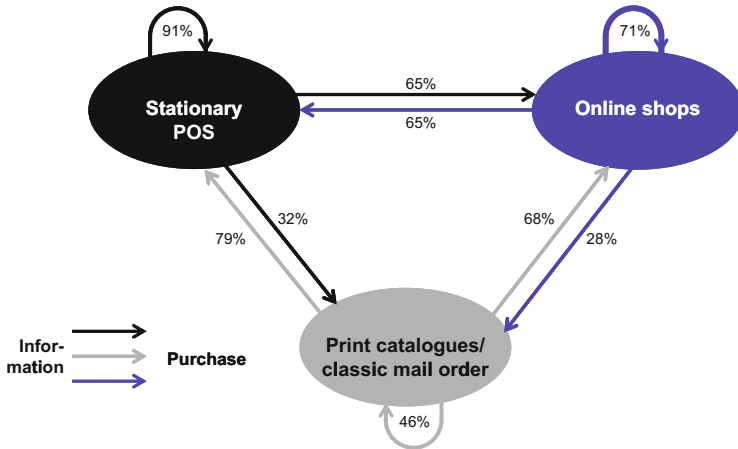 91%
71%
Stationary
POS
65%
65%
Online shops
32%
79%
68%
28%
Print catalogues/
classic mail order
Infor-
mation
Purchase
46%